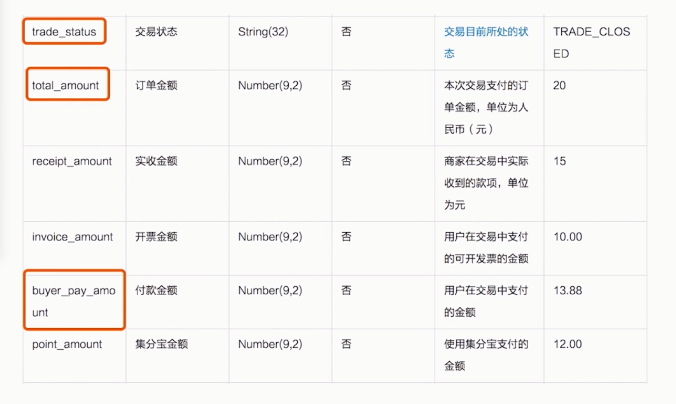 trade_status 交易状态 String(32) 否 交易目前所处的状 TRADE_CLOS
态 ED
total_amount 订单金额 Number(9,2) 否 本次交易支付的订 20
单金额，单位为人
民币（元）
receipt_amount 实收金额 Number(9,2) 否 商家在交易中实际 15
收到的款项，单位
为元
invoice_amount 开票金额 Number(9,2) 否 用户在交易中支付 10.00
的可开发票的金额
buyer_pay_amo 付款金额 Number(9,2) 否 用户在交易中支付 13.88
unt 的金额
point_amount 集分宝金额 Number(9,2) 否 使用集分宝支付的 12.00
金额